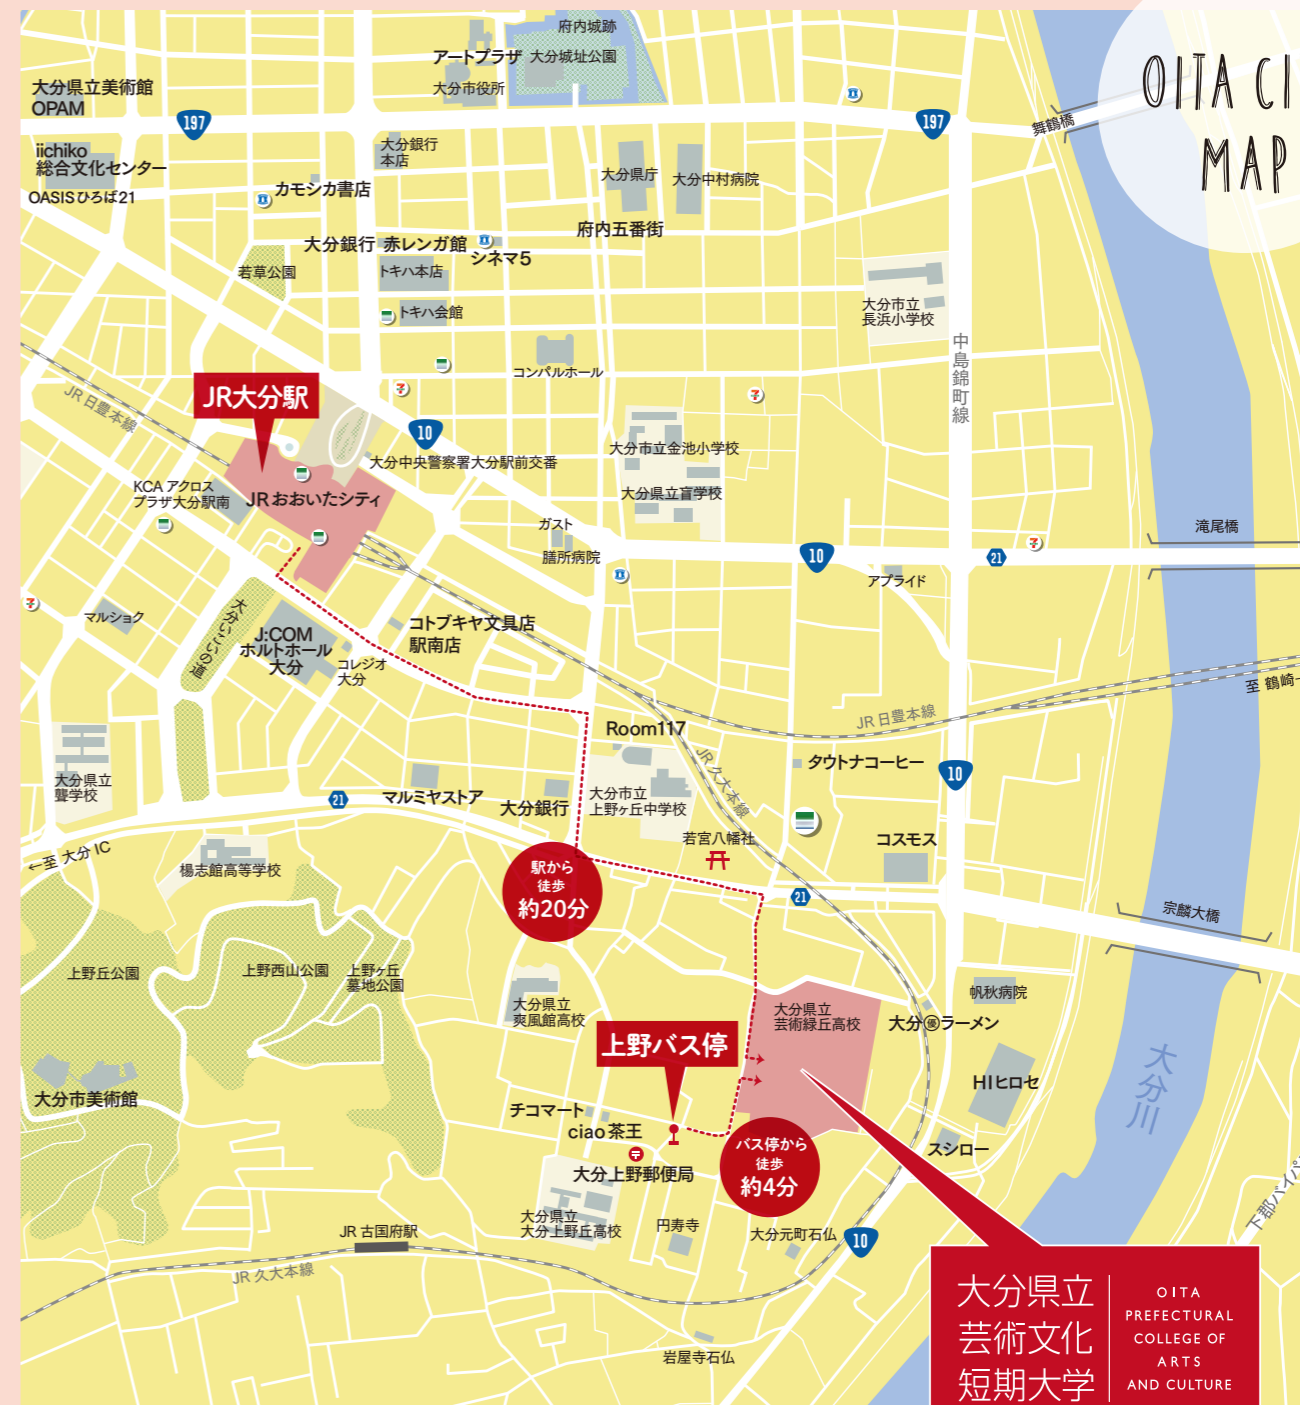 府内城跡
アートプラザ
大分城址公園
大分市役所
大分県立美術館
OPAM
197
197
舞鶴橋
OITA CI
MAP
iichiko
総合文化センター
OASISひろば21
大分銀行
本店
カモシカ書店
大分県庁
大分中村病院
府内五番街
大分銀行 赤レンガ館
シネマ5
若草公園
トキハ本店
トキハ会館
大分市立
長浜小学校
中島錦町線
コンパルホール
JR大分駅
JR日豊本線
10
大分中央警察署大分駅前交番
大分市立金池小学校
大分県立盲学校
KCA アクロス
プラザ大分駅南
JRおおいたシティ
ガスト
膳所病院
10
21
滝尾橋
アプライド
マルショク
大分いこいの道
J:COM
ホルトホール
大分
コレジオ
大分
コトブキヤ文具店
駅南店
至 鶴崎
JR日豊本線
Room117
JR久大本線
タウトナコーヒー
10
大分県立
聾学校
21
マルミヤストア
大分銀行
大分市立
上野ヶ丘中学校
若宮八幡社
コスモス
←至 大分IC
楊志館高等学校
駅から
徒歩
約20分
21
宗麟大橋
上野丘公園
上野西山公園
上野ヶ丘
墓地公園
大分県立
爽風館高校
大分県立
芸術緑丘高校
帆秋病院
大分優ラーメン
上野バス停
大分川
HIヒロセ
大分市美術館
チコマート
ciao茶王
大分上野郵便局
バス停から
徒歩
約4分
スシロー
大分県立
大分上野丘高校
円寿寺
大分元町石仏
10
下郡バイパ
JR古国府駅
JR久大本線
岩屋寺石仏
大分県立
芸術文化
短期大学
OITA
PREFECTURAL
COLLEGE OF
ARTS
AND CULTURE